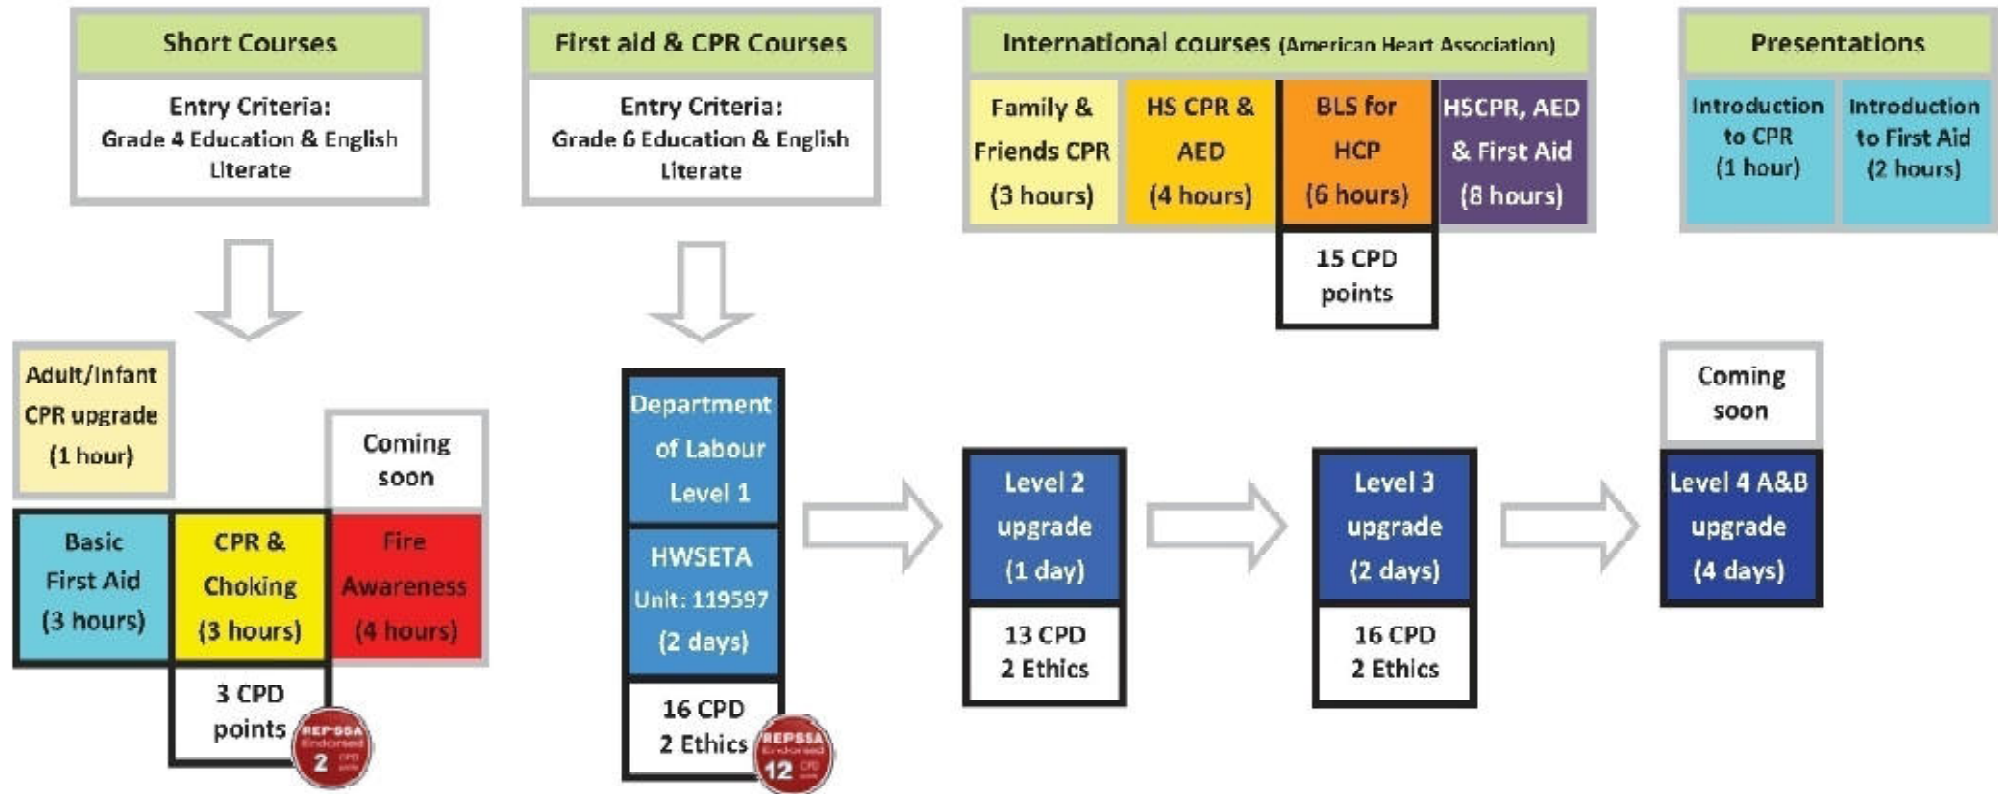 Short Courses
Entry Criteria:
Grade 4 Education & English
Literate
First aid & CPR Courses
Entry Criteria:
Grade 6 Education & English
Literate
International courses (American Heart Association)
Family &
Friends CPR
(3 hours)
HS CPR &
AED
(4 hours)
BLS for
HCP
(6 hours)
HSCPR, AED
& First Aid
(8 hours)
15 CPD
points
Presentations
Introduction
to CPR
(1 hour)
Introduction
to First Aid
(2 hours)
Adult/Infant
CPR upgrade
(1 hour)
Basic
First Aid
(3 hours)
CPR &
Choking
(3 hours)
Coming
soon
Fire
Awareness
(4 hours)
3 CPD
points
REPSSA
Endorsed
2 CPD
Department
of Labour
Level 1
HWSETA
Unit: 119597
(2 days)
16 CPD
2 Ethics
REPSSA
Endorsed
12 CPD
Level 2
upgrade
(1 day)
13 CPD
2 Ethics
Level 3
upgrade
(2 days)
16 CPD
2 Ethics
Coming
soon
Level 4 A&B
upgrade
(4 days)